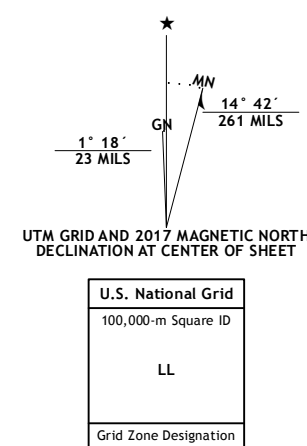 ★
MN
GN
1° 18´
23 MILS
14° 42´
261 MILS
UTM GRID AND 2017 MAGNETIC NORTH
DECLINATION AT CENTER OF SHEET
U.S. National Grid
100,000-m Square ID
LL
Grid Zone Designation